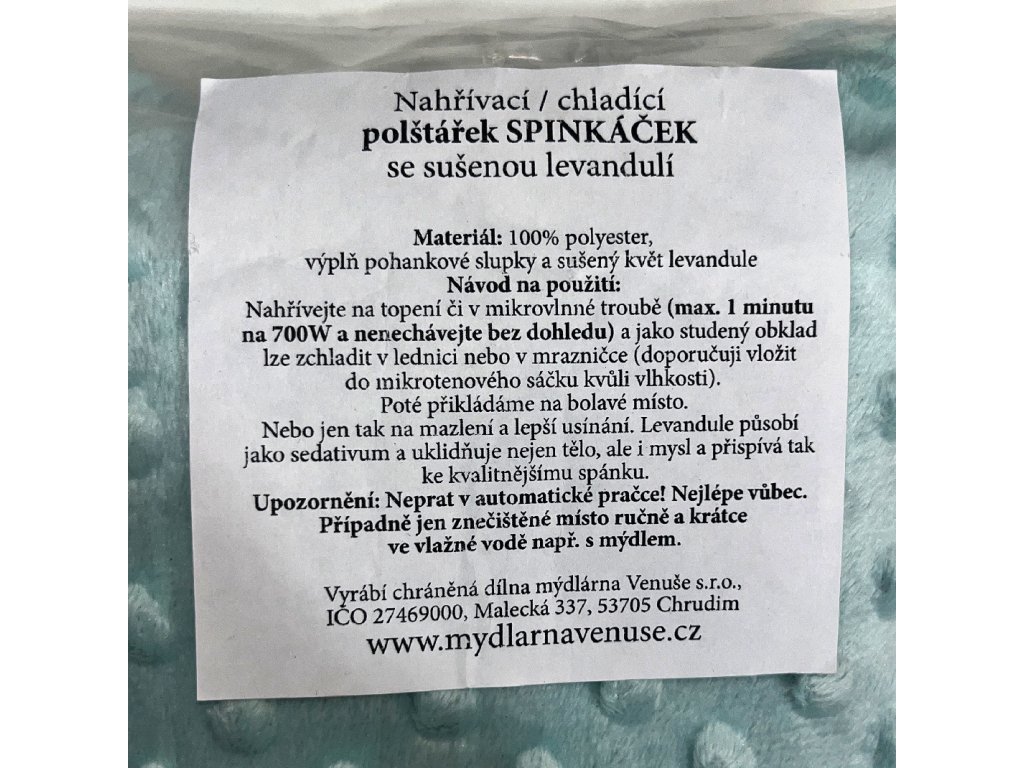 Nahřívací / chladící
polštářek SPINKÁČEK
se sušenou levandulí
Materiál: 100% polyester,
výplň pohankové slupky a sušený květ levandule
Návod na použití:
Nahřívejte na topení či v mikrovlnné troubě (max. 1 minutu
na 700W a nenechávejte bez dohledu) a jako studený obklad
lze zchladit v lednici nebo v mrazničce (doporučuji vložit
do mikrotenového sáčku kvůli vlhkosti).
Poté přikládáme na bolavé místo.
Nebo jen tak na mazlení a lepší usínání. Levandule působí
jako sedativum a uklidňuje nejen tělo, ale i mysl a přispívá tak
ke kvalitnějšímu spánku.
Upozornění: Neprat v automatické pračce! Nejlépe vůbec.
Případně jen znečištěné místo ručně a krátce
ve vlažné vodě např. s mýdlem.
Vyrábí chráněná dílna mýdlárna Venuše s.r.o.,
IČO 27469000, Malecká 337, 53705 Chrudim
www.mydlarnavenuse.cz